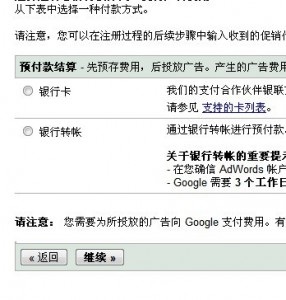 从下表中选择一种付款方式。
请注意，您可以在注册过程的后续步骤中输入收到的促销
预付款结算 - 先预存费用，后投放广告。产生的广告费用
银行卡
我们的支付合作伙伴银联
请参见 支持的卡列表。
银行转帐
通过银行转帐进行预付款.
关于银行转帐的重要提示
- 在您确信 AdWords 帐户
- Google 需要 3 个工作日
请注意： 您需要为所投放的广告向 Google 支付费用。有
« 返回 继续 »